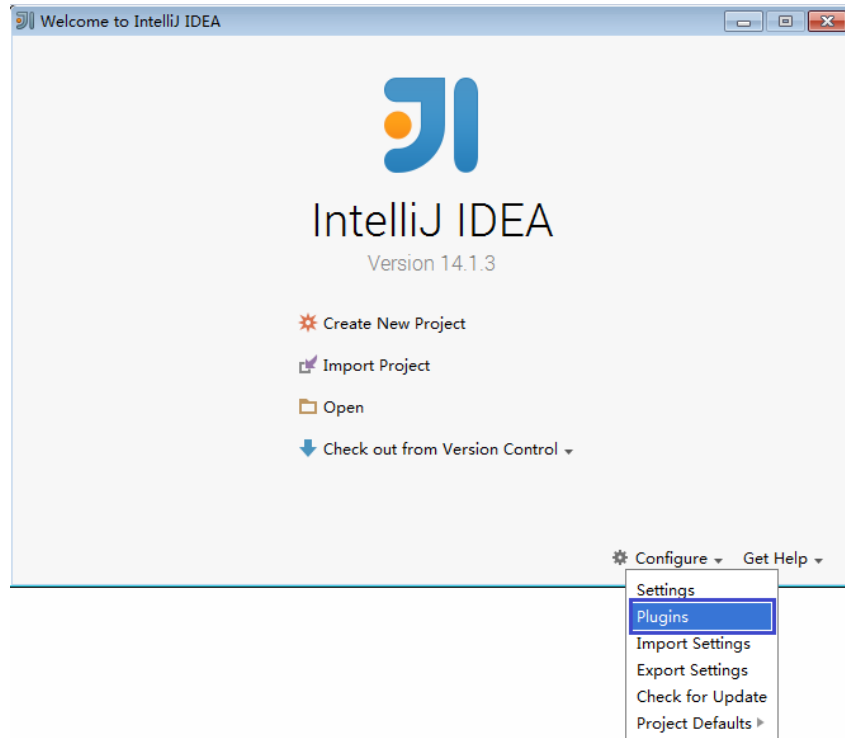 Welcome to IntelliJ IDEA
IntelliJ IDEA
Version 14.1.3
Create New Project
Import Project
Open
Check out from Version Control
Configure Get Help
Settings
Plugins
Import Settings
Export Settings
Check for Update
Project Defaults